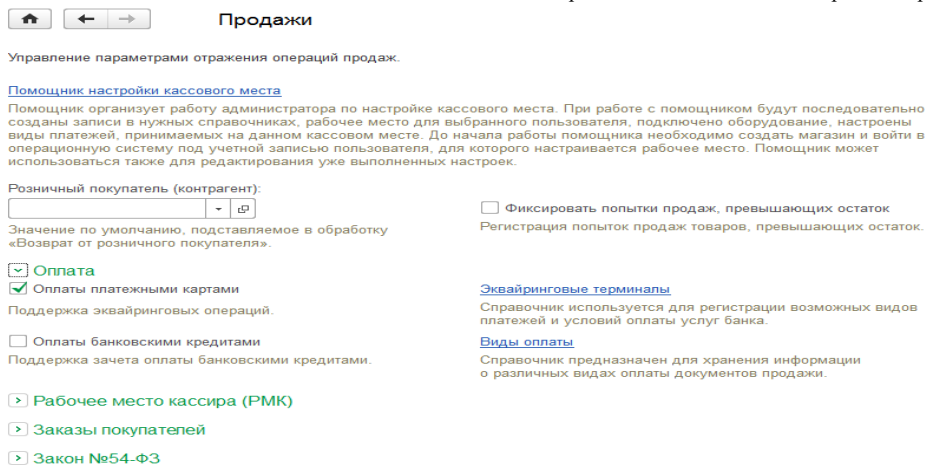 Продажи
Управление параметрами отражения операций продаж.
Помощник настройки кассового места
Помощник организует работу администратора по настройке кассового места. При работе с помощником будут последовательно
созданы записи в нужных справочниках, рабочее место для выбранного пользователя, подключено оборудование, настроены
виды платежей, принимаемых на данном кассовом месте. До начала работы помощника необходимо создать магазин и войти в
операционную систему под учетной записью пользователя, для которого настраивается рабочее место. Помощник может
использоваться также для редактирования уже выполненных настроек.
Розничный покупатель (контрагент):
Значение по умолчанию, подставляемое в обработку
«Возврат от розничного покупателя».
Фиксировать попытки продаж, превышающих остаток
Регистрация попыток продаж товаров, превышающих остаток.
Оплата
Оплаты платежными картами
Поддержка эквайринговых операций.
Эквайринговые терминалы
Справочник используется для регистрации возможных видов
платежей и условий оплаты услуг банка.
Оплаты банковскими кредитами
Поддержка зачета оплаты банковскими кредитами.
Виды оплаты
Справочник предназначен для хранения информации
о различных видах оплаты документов продажи.
Рабочее место кассира (РМК)
Заказы покупателей
Закон №54-ФЗ